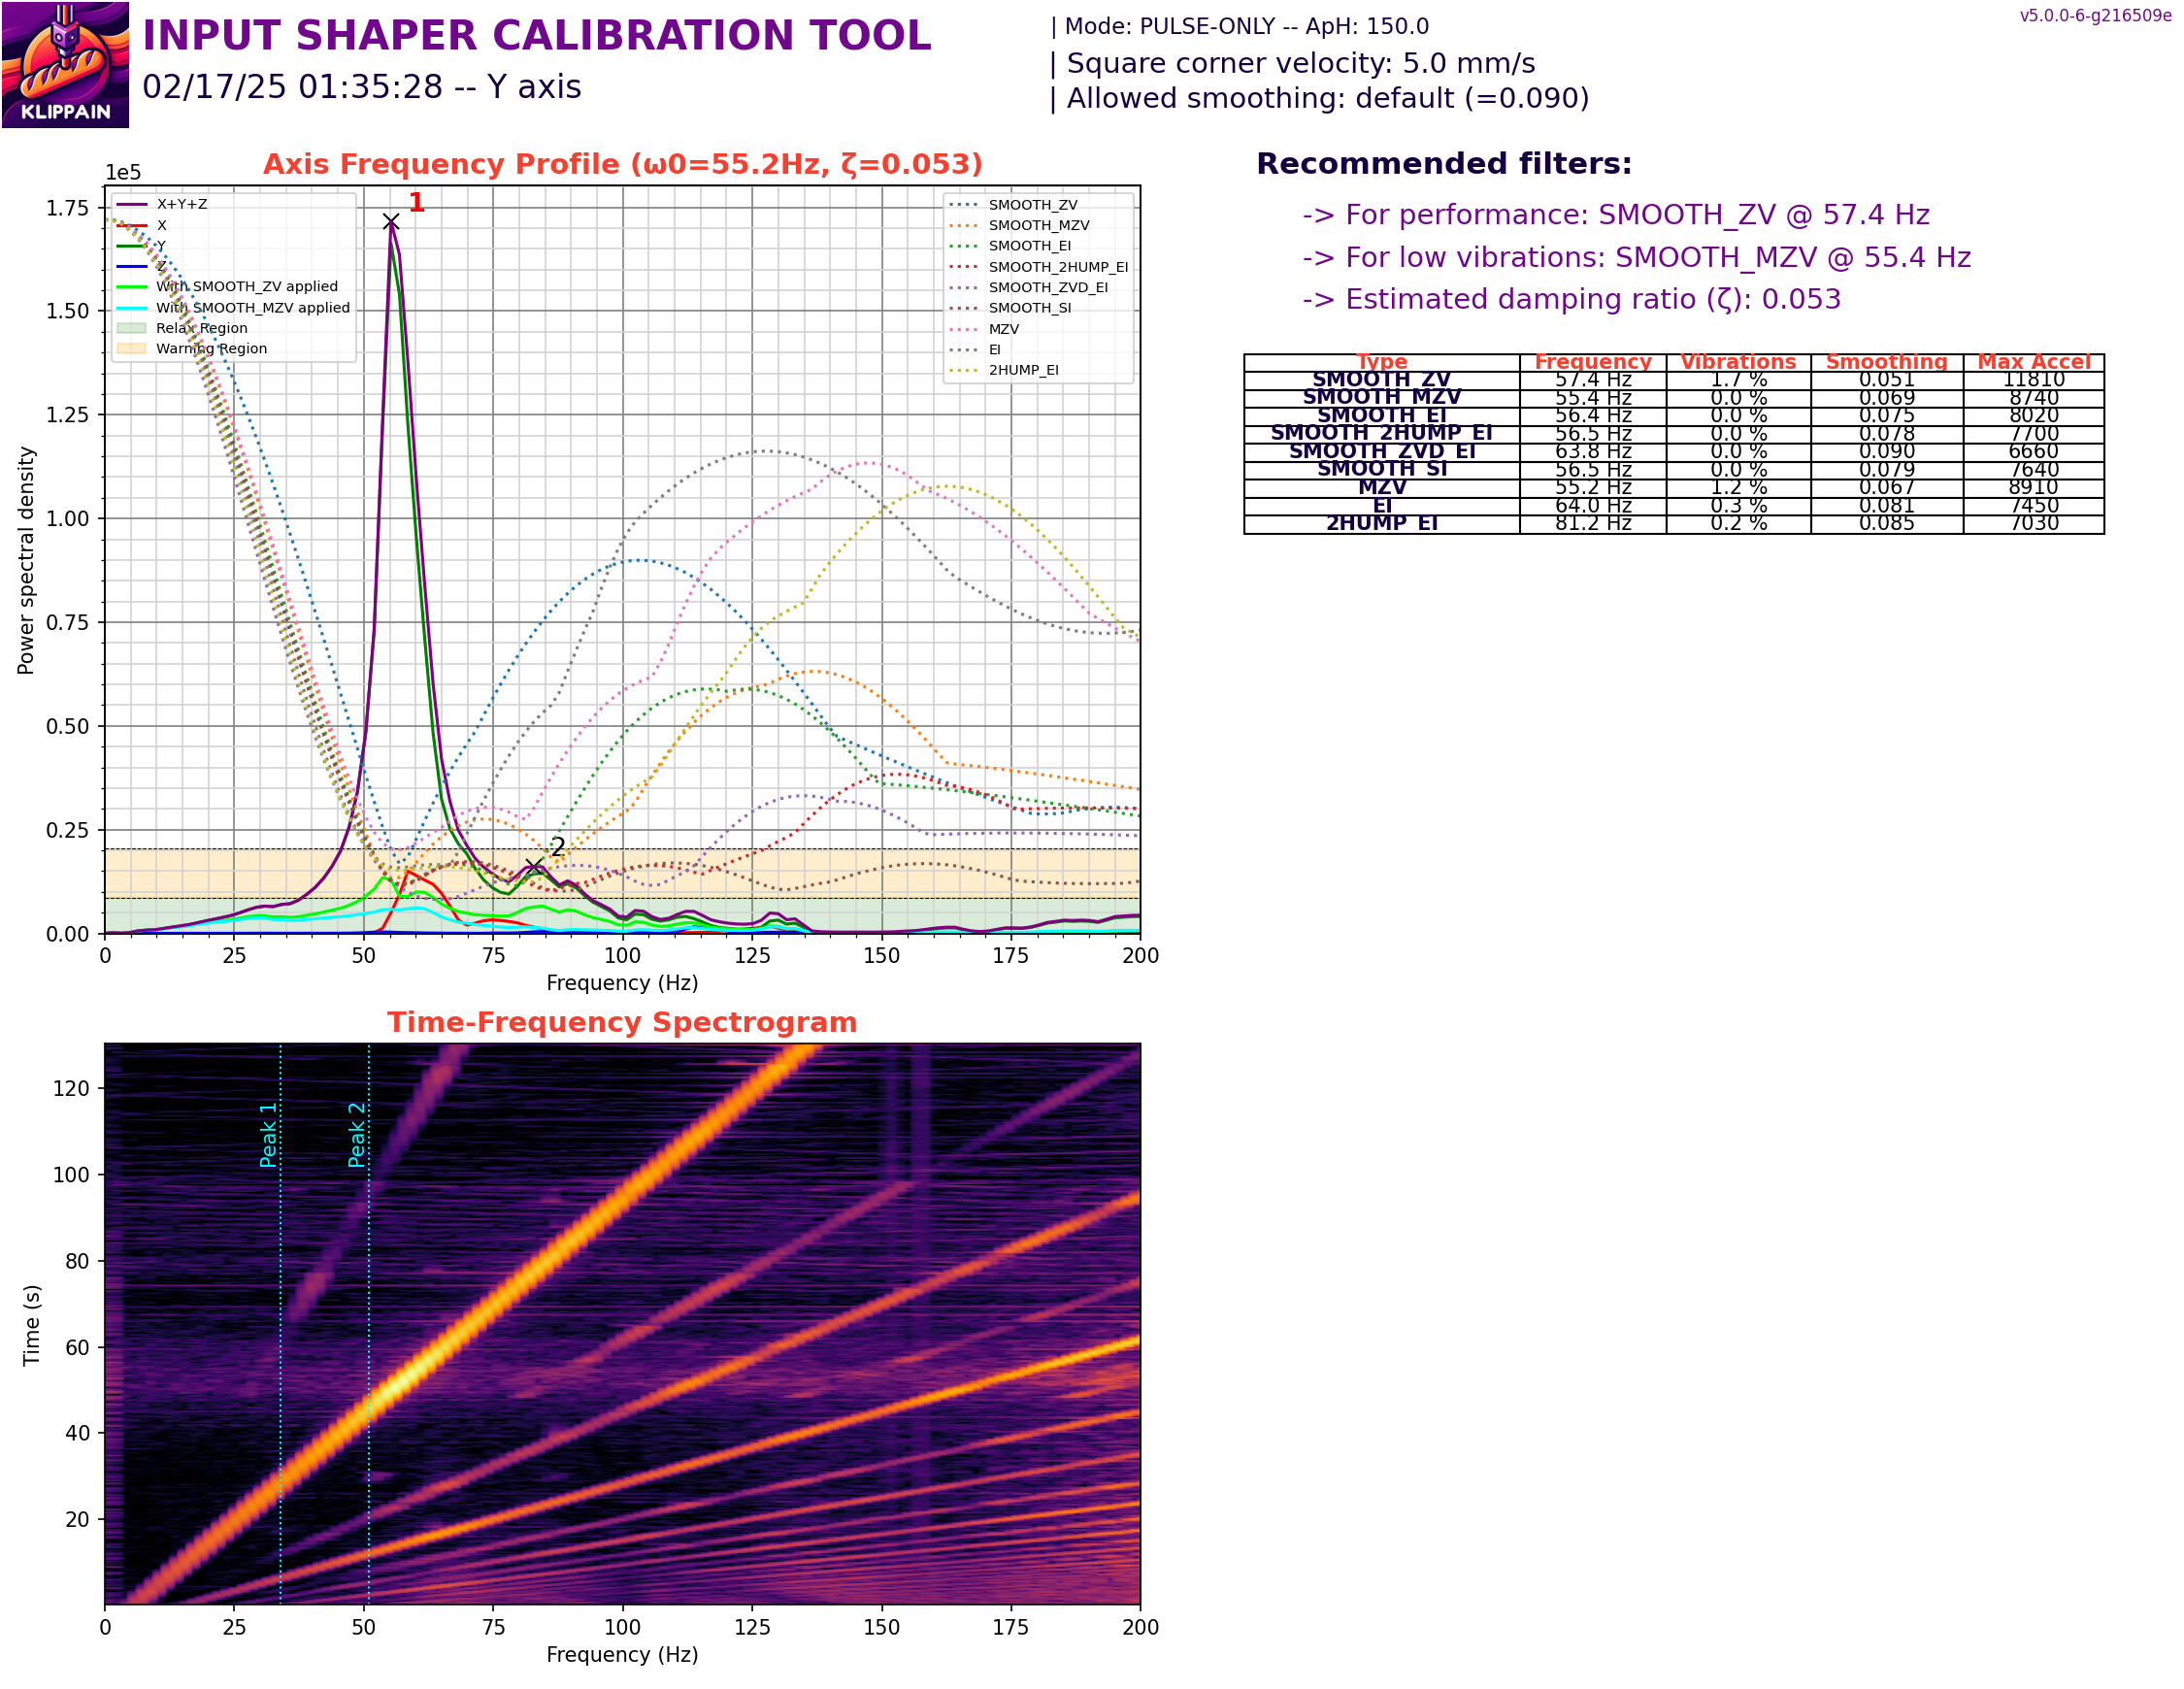 KLIPPAIN
INPUT SHAPER CALIBRATION TOOL
02/17/25 01:35:28 -- Y axis
| Mode: PULSE-ONLY -- ApH: 150.0
| Square corner velocity: 5.0 mm/s
| Allowed smoothing: default (=0.090)
v5.0.0-6-g216509e
Axis Frequency Profile (ω0=55.2Hz, ζ=0.053)
1e5
Power spectral density
1.75
1.50
1.25
1.00
0.75
0.50
0.25
0.00
X+Y+Z
X
Y
Z
With SMOOTH_ZV applied
With SMOOTH_MZV applied
Relax Region
Warning Region
1
2
SMOOTH_ZV
SMOOTH_MZV
SMOOTH_EI
SMOOTH_2HUMP_EI
SMOOTH_ZVD_EI
SMOOTH_SI
MZV
EI
2HUMP_EI
0 25 50 75 100 125 150 175 200
Frequency (Hz)
Recommended filters:
-> For performance: SMOOTH_ZV @ 57.4 Hz
-> For low vibrations: SMOOTH_MZV @ 55.4 Hz
-> Estimated damping ratio (ζ): 0.053
Type Frequency Vibrations Smoothing Max Accel
SMOOTH_ZV 57.4 Hz 1.7 % 0.051 11810
SMOOTH_MZV 55.4 Hz 0.0 % 0.069 8740
SMOOTH_EI 56.4 Hz 0.0 % 0.075 8020
SMOOTH_2HUMP_EI 56.5 Hz 0.0 % 0.078 7700
SMOOTH_ZVD_EI 63.8 Hz 0.0 % 0.090 6660
SMOOTH_SI 56.5 Hz 0.0 % 0.079 7640
MZV 55.2 Hz 1.2 % 0.067 8910
EI 64.0 Hz 0.3 % 0.081 7450
2HUMP_EI 81.2 Hz 0.2 % 0.085 7030
Time-Frequency Spectrogram
Time (s)
120
100
80
60
40
20
Peak 1
Peak 2
0 25 50 75 100 125 150 175 200
Frequency (Hz)